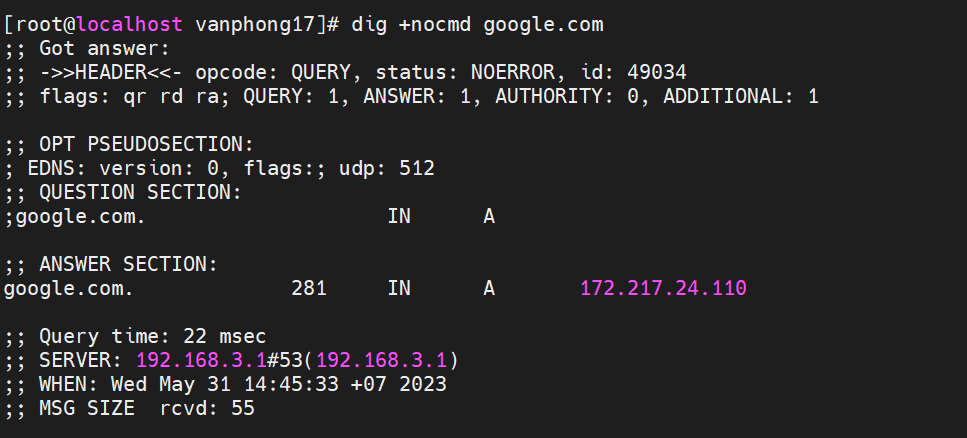 [root@localhost vanphong17]# dig +nocmd google.com
;; Got answer:
;; ->>HEADER<<- opcode: QUERY, status: NOERROR, id: 49034
;; flags: qr rd ra; QUERY: 1, ANSWER: 1, AUTHORITY: 0, ADDITIONAL: 1

;; OPT PSEUDOSECTION:
; EDNS: version: 0, flags:; udp: 512
;; QUESTION SECTION:
;google.com.			IN	A

;; ANSWER SECTION:
google.com.		281	IN	A	172.217.24.110

;; Query time: 22 msec
;; SERVER: 192.168.3.1#53(192.168.3.1)
;; WHEN: Wed May 31 14:45:33 +07 2023
;; MSG SIZE  rcvd: 55